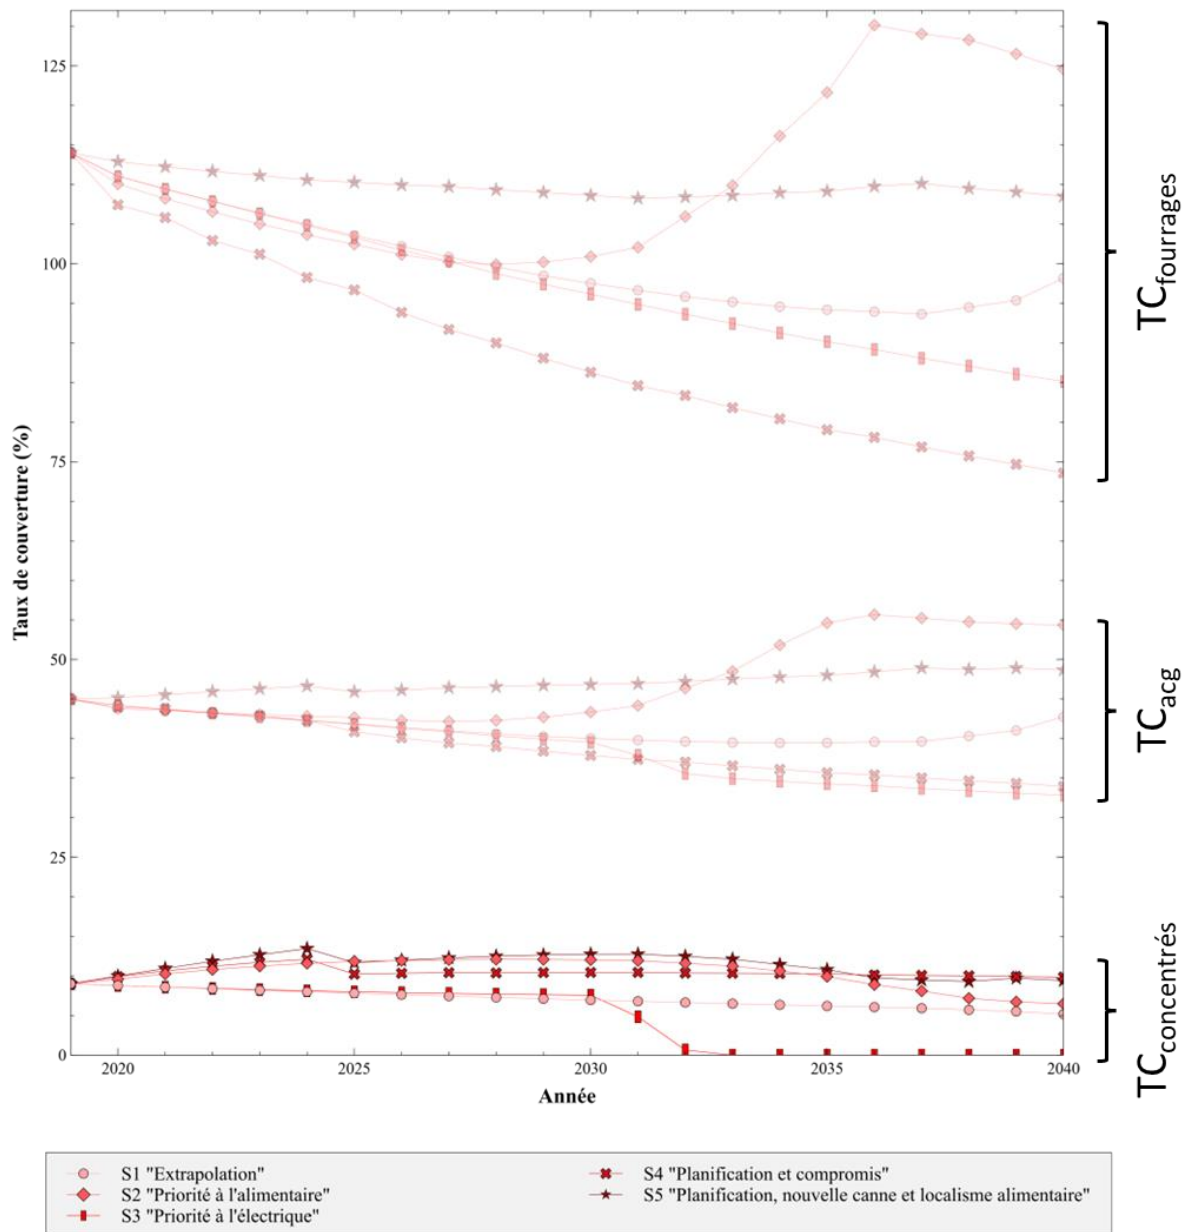 125
100
75
50
25
0
Taux de couverture (%)
2020 2025 2030 2035 2040
Année
TCfourrages
TCacg
TCconcentrés
S1 "Extrapolation"
S2 "Priorité à l'alimentaire"
S3 "Priorité à l'électrique"
S4 "Planification et compromis"
S5 "Planification, nouvelle canne et localisme alimentaire"